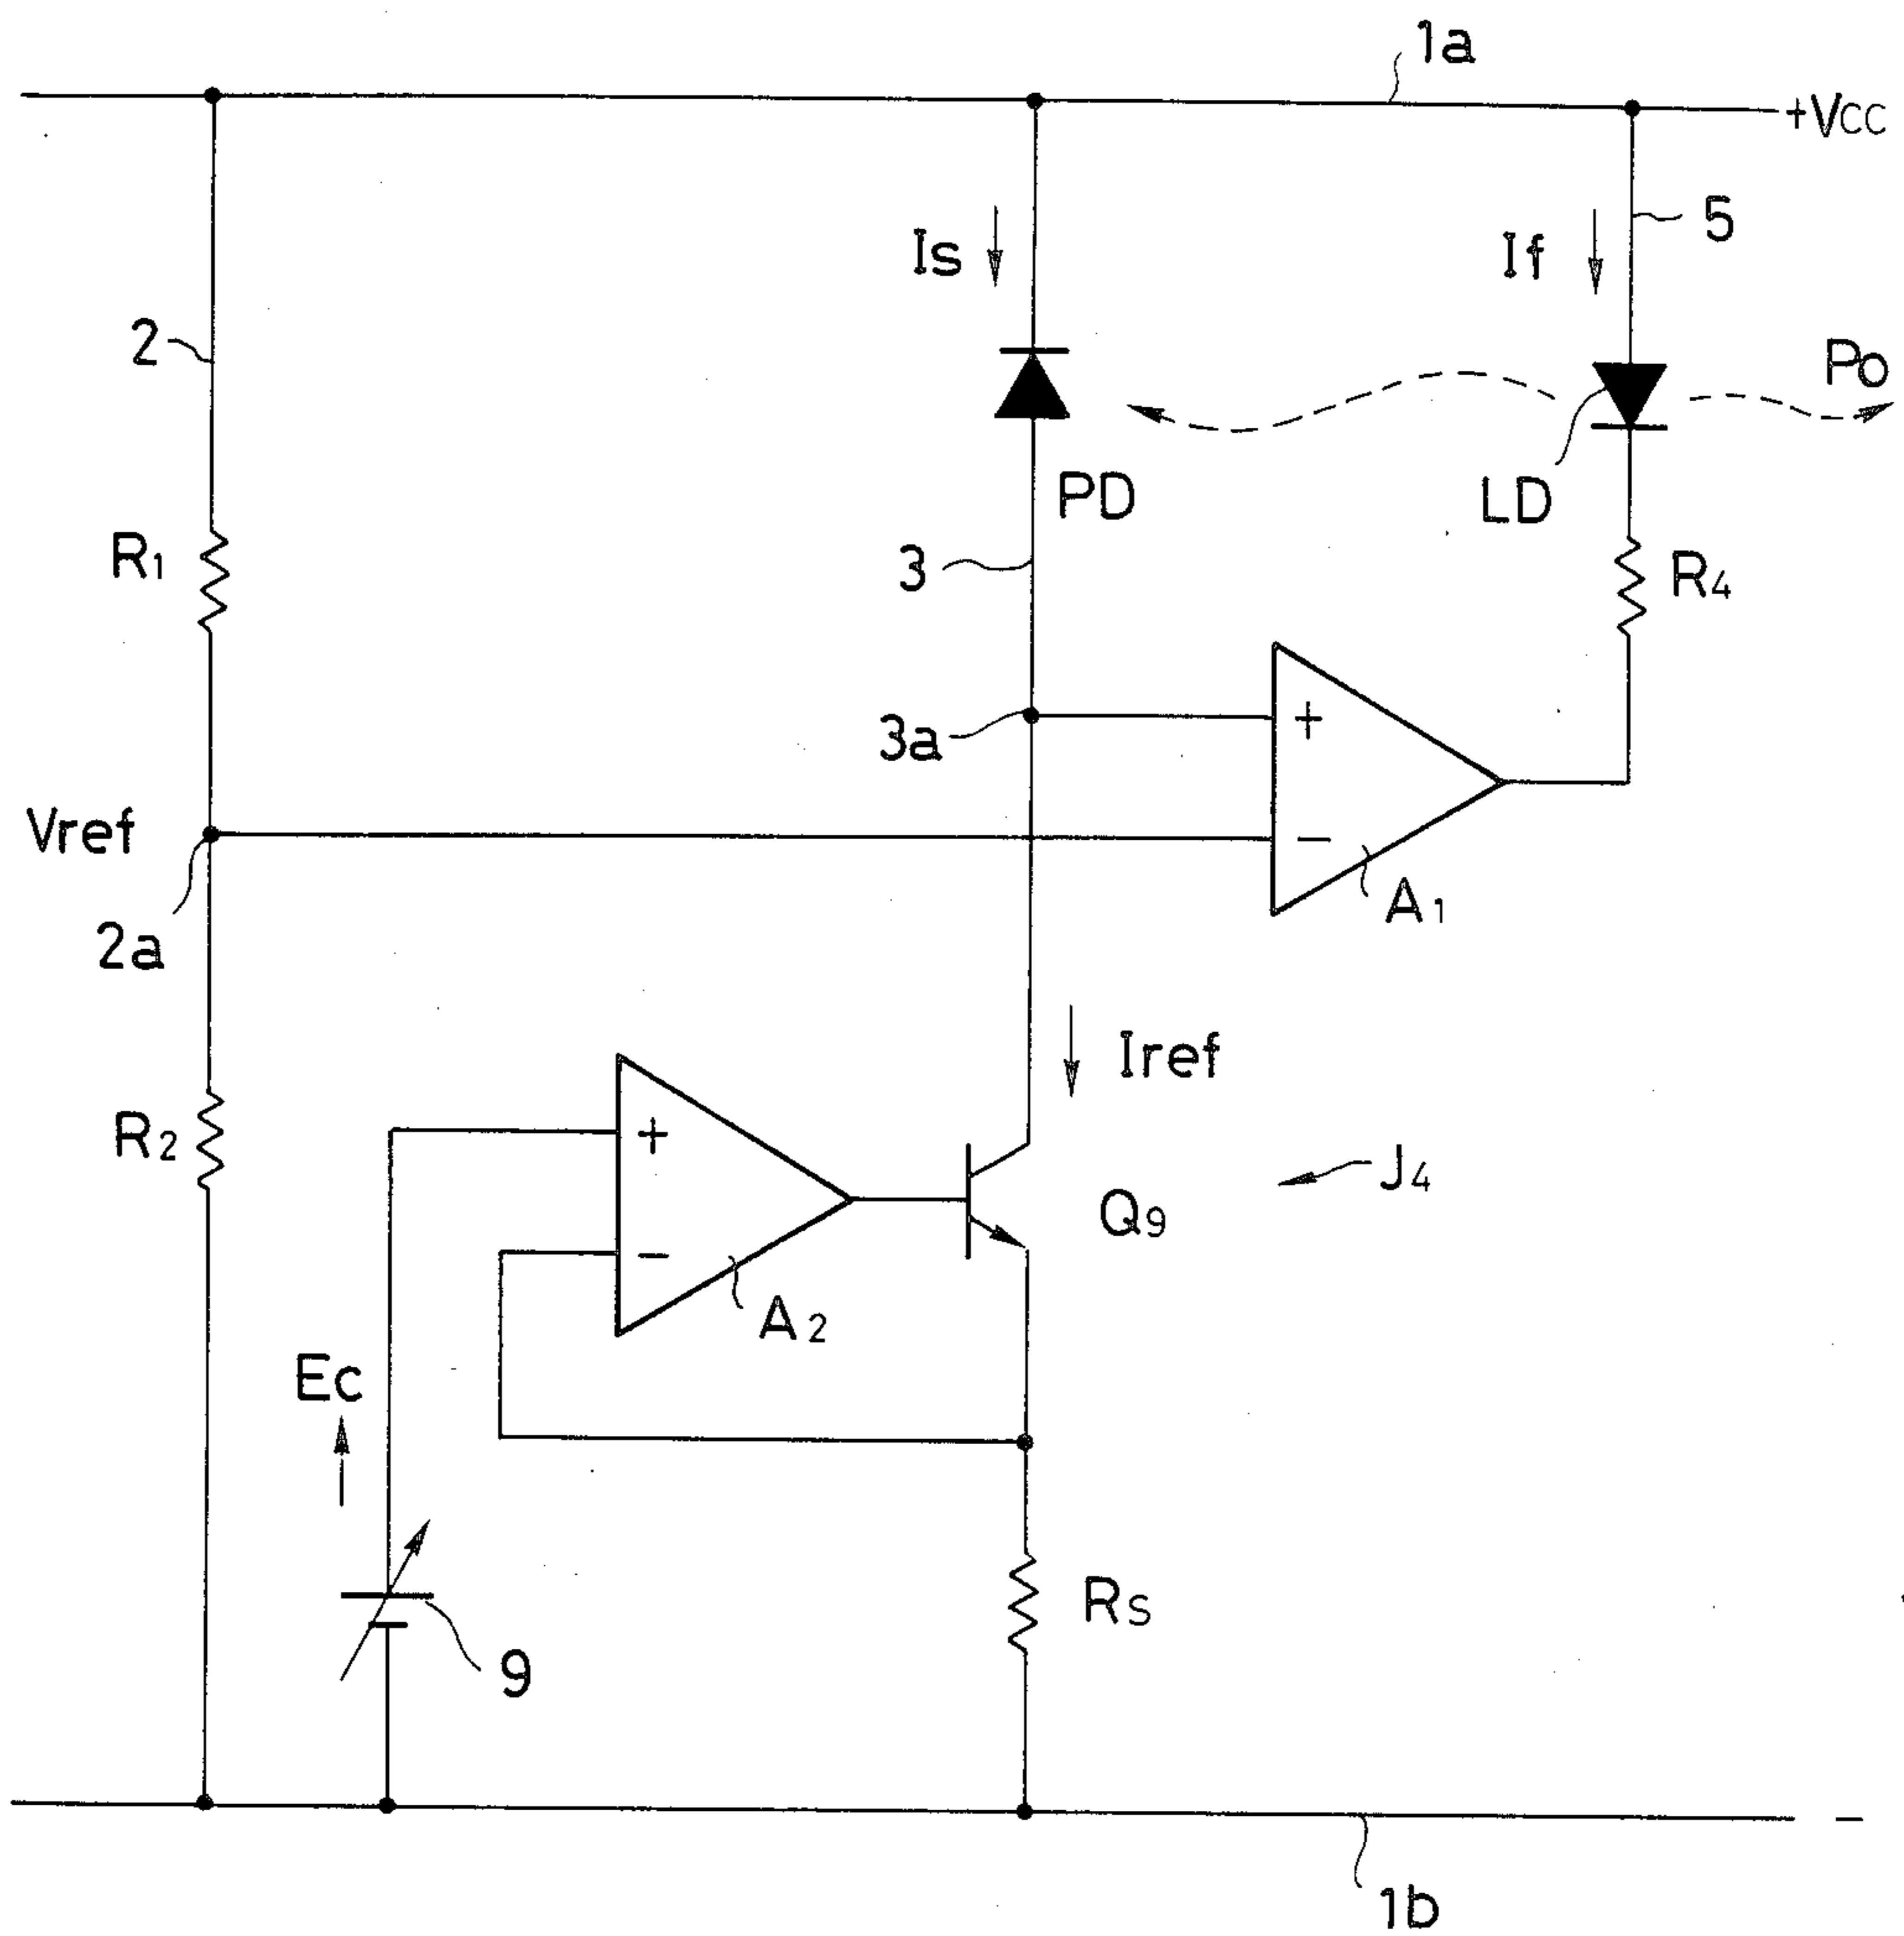 1a
+Vcc
Is
If
5
2
Po
PD
LD
R1
3
R4
3a
+
Vref
−
A1
2a
Iref
R2
+
J4
Q9
−
A2
Ec
Rs
9
−
1b